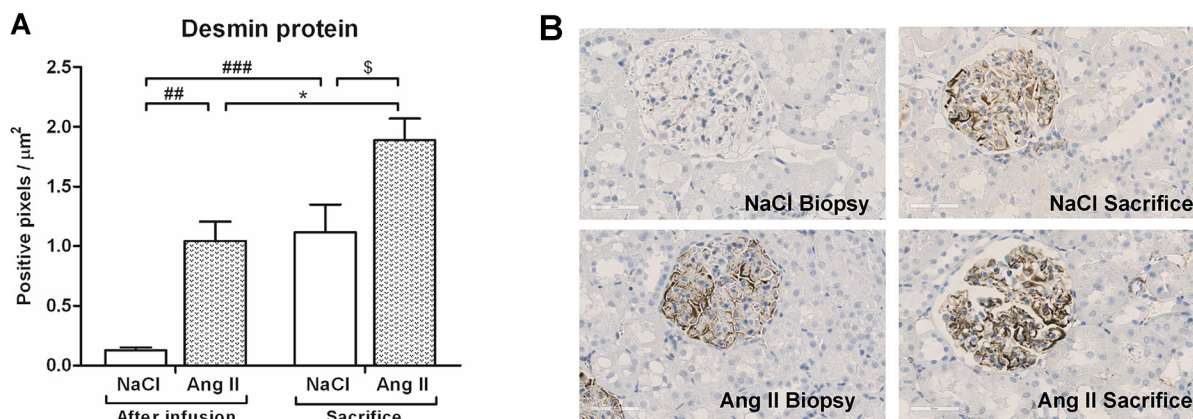 A
Desmin protein
Positive pixels / μm²
2.5
2.0
1.5
1.0
0.5
0.0
###
$
##
*
NaCl
Ang II
NaCl
Ang II
After infusion
Sacrifice
B
NaCl Biopsy
NaCl Sacrifice
Ang II Biopsy
Ang II Sacrifice